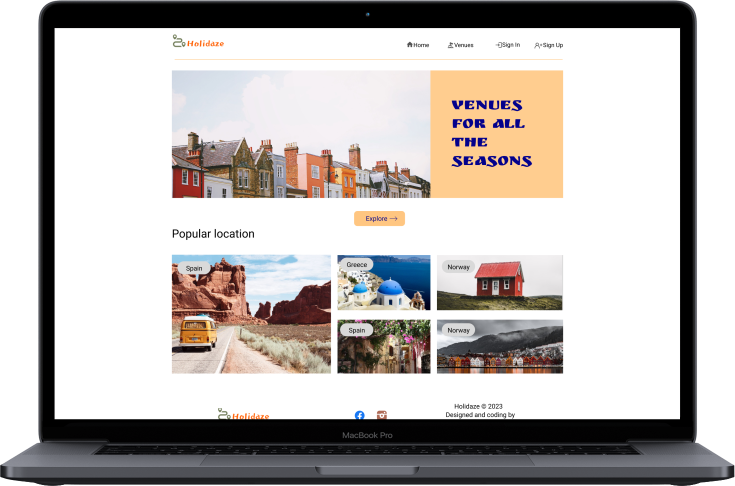 Holidaze
Home
Venues
Sign In
Sign Up
VENUES
FOR ALL
THE
SEASONS
Explore
Popular location
Spain
Greece
Norway
Spain
Norway
Holidaze
Holidaze © 2023
Designed and coding by
MacBook Pro